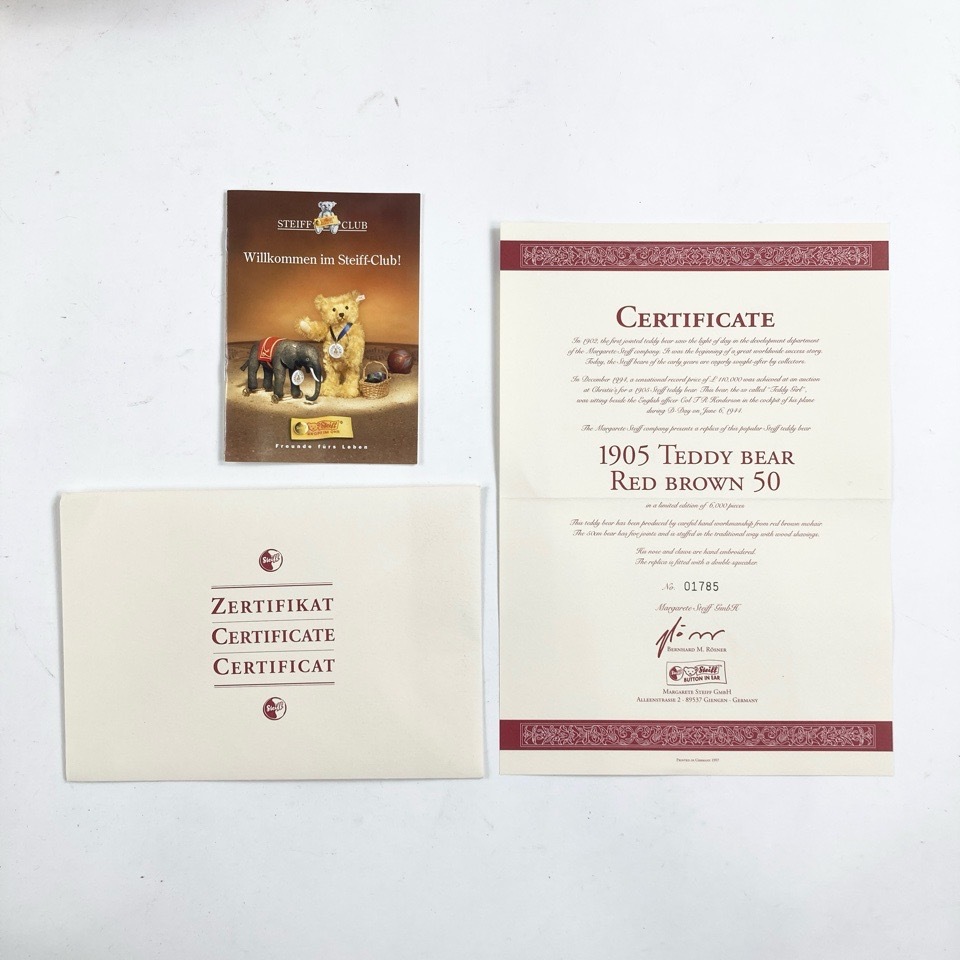 STEIFF CLUB
Willkommen im Steiff-Club!
Steiff
KNOPF IM OHR
Freunde fürs Leben
Steiff
ZERTIFIKAT
CERTIFICATE
CERTIFICAT
Steiff
CERTIFICATE
In 1902, the first jointed teddy bear saw the light of day in the development department
of the Margarete Steiff company. It was the beginning of a great worldwide success story.
Today, the Steiff bears of the early years are eagerly sought-after by collectors.
In December 1994, a sensational record price of £ 110,000 was achieved at an auction
at Christie's for a 1905 Steiff teddy bear. This bear, the so called "Teddy Girl",
was sitting beside the English officer Col T R Henderson in the cockpit of his plane
during D-Day on June 6, 1944.
The Margarete Steiff company presents a replica of this popular Steiff teddy bear
1905 TEDDY BEAR
RED BROWN 50
in a limited edition of 6,000 pieces
This teddy bear has been produced by careful hand workmanship from red brown mohair.
The 50cm bear has five joints and is stuffed in the traditional way with wood shavings.
His nose and claws are hand embroidered.
The replica is fitted with a double squeaker.
No. 01785
Margarete Steiff GmbH
BERNHARD M. RÖSNER
Steiff
BUTTON IN EAR
MARGARETE STEIFF GMBH
ALLEENSTRASSE 2 - 89537 GIENGEN - GERMANY
PRINTED IN GERMANY 1997